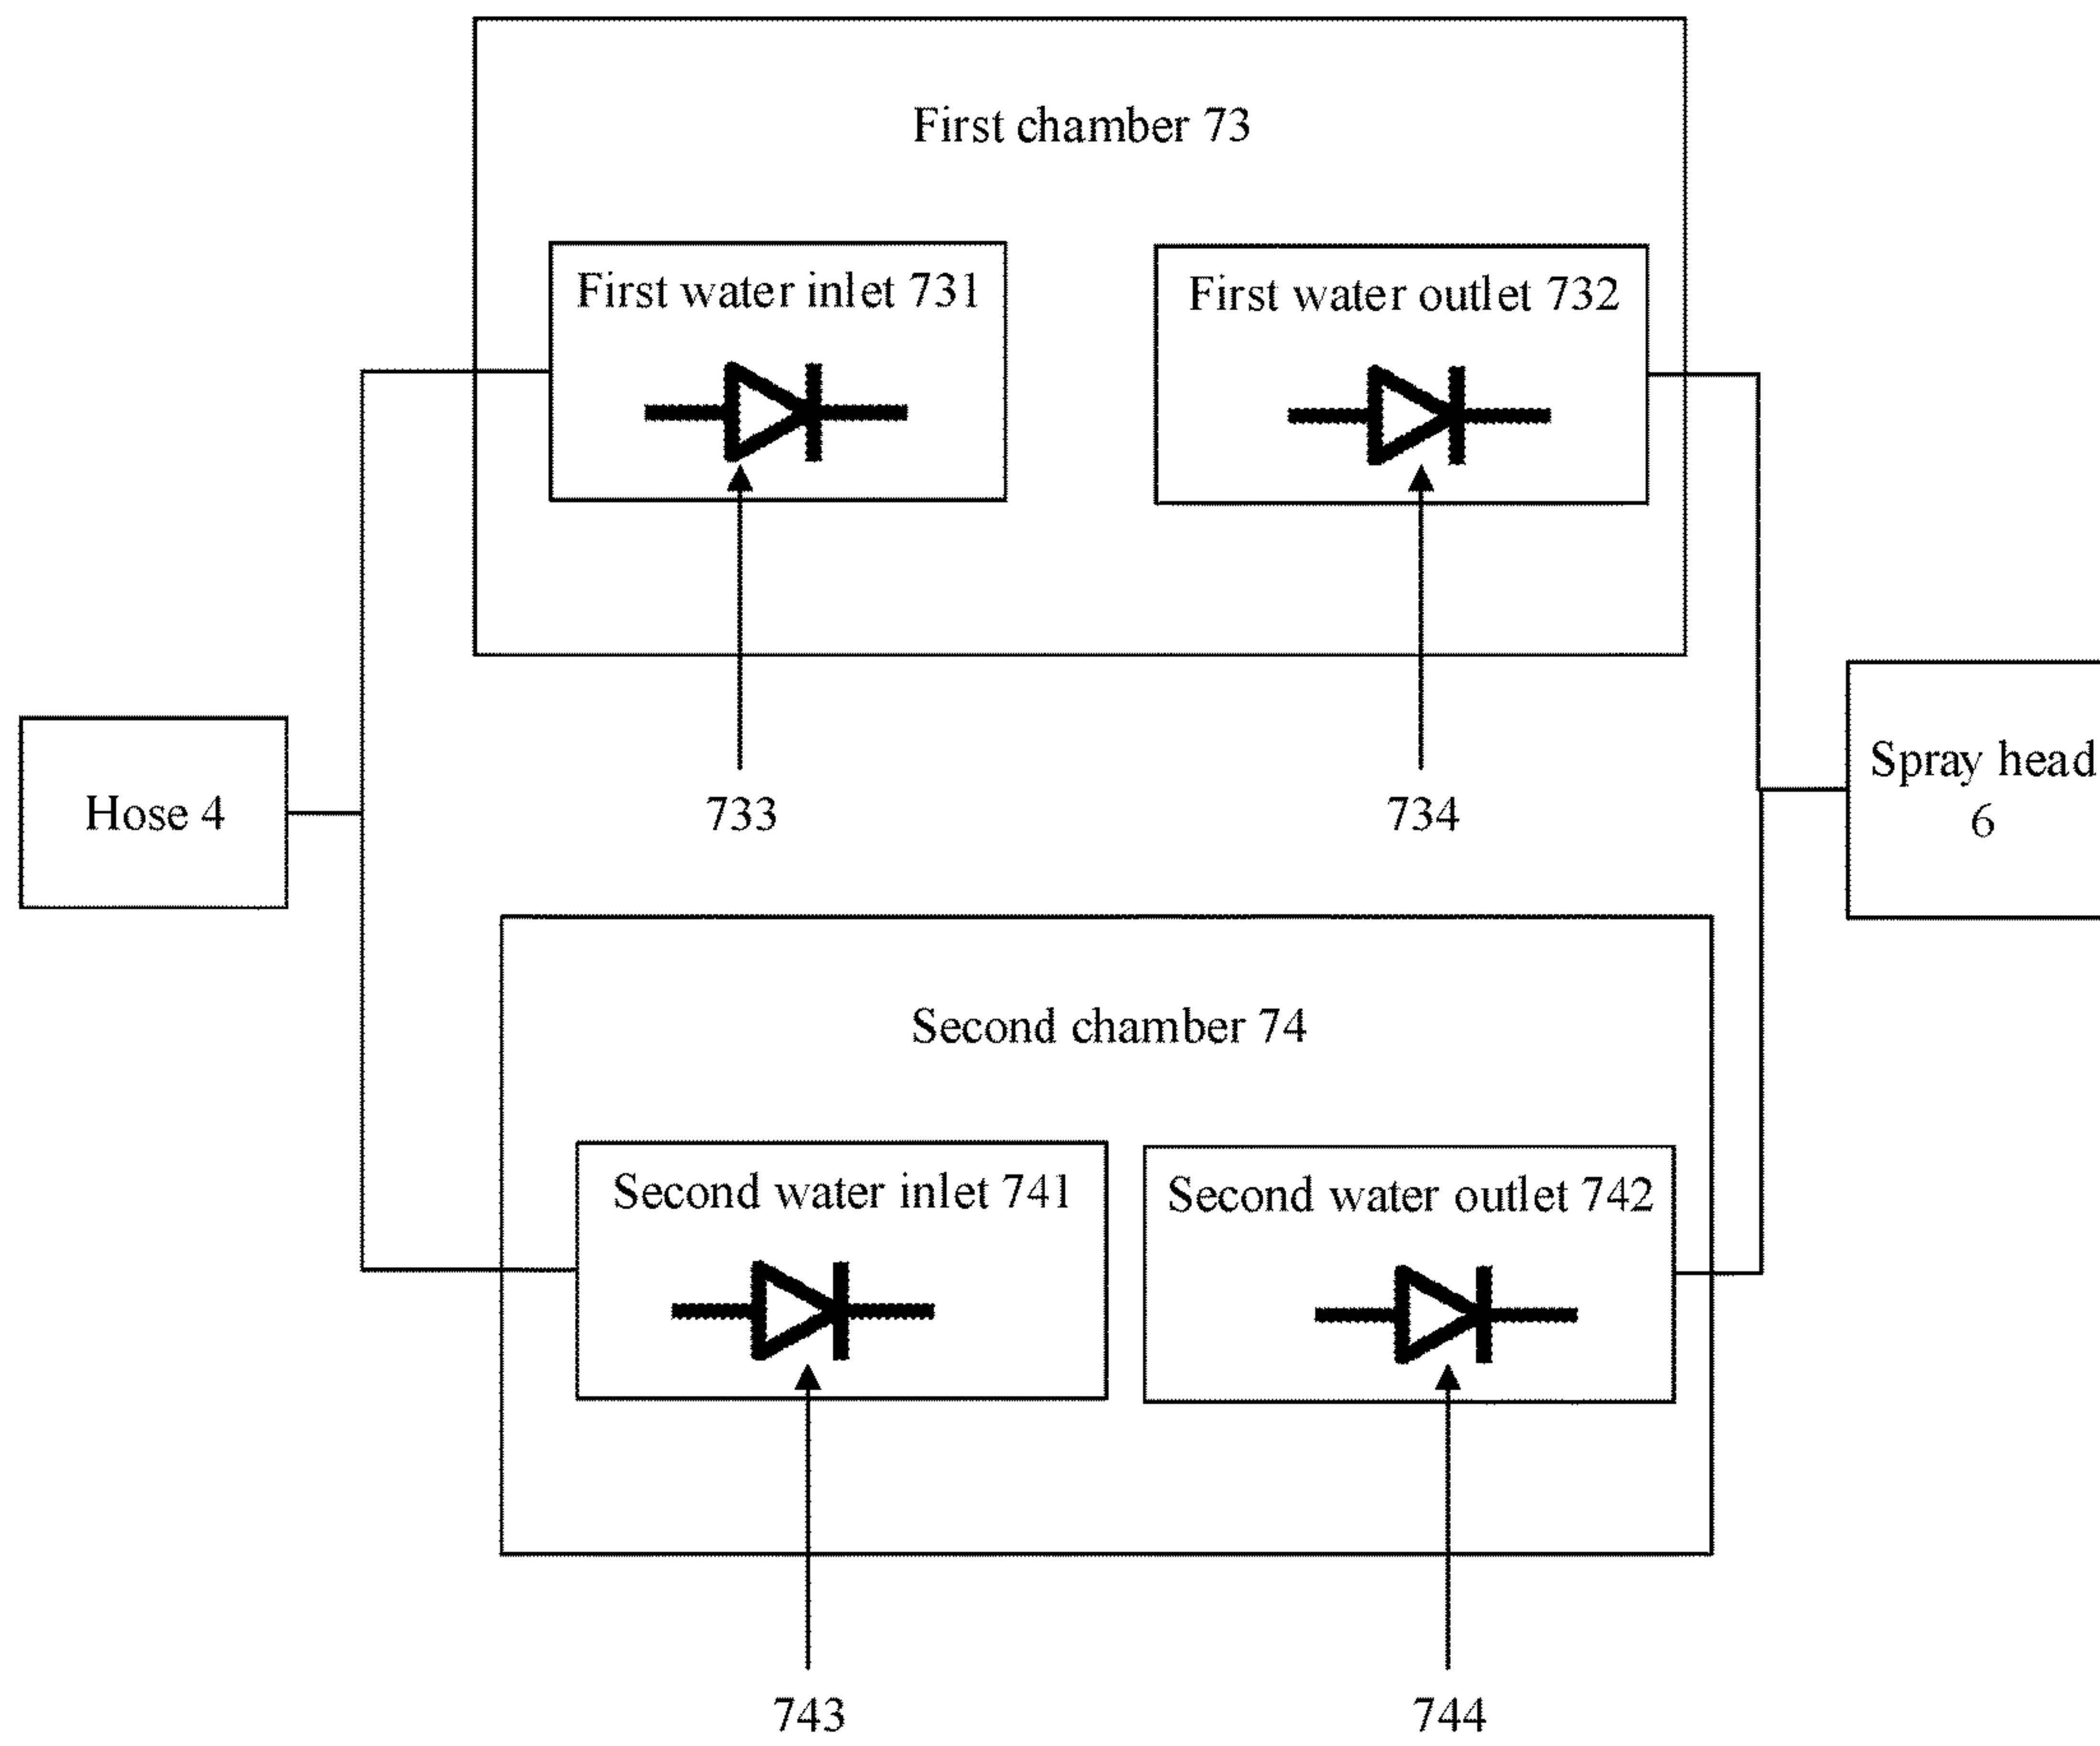 First chamber 73
First water inlet 731
First water outlet 732
733
734
Hose 4
Spray head
6
Second chamber 74
Second water inlet 741
Second water outlet 742
743
744